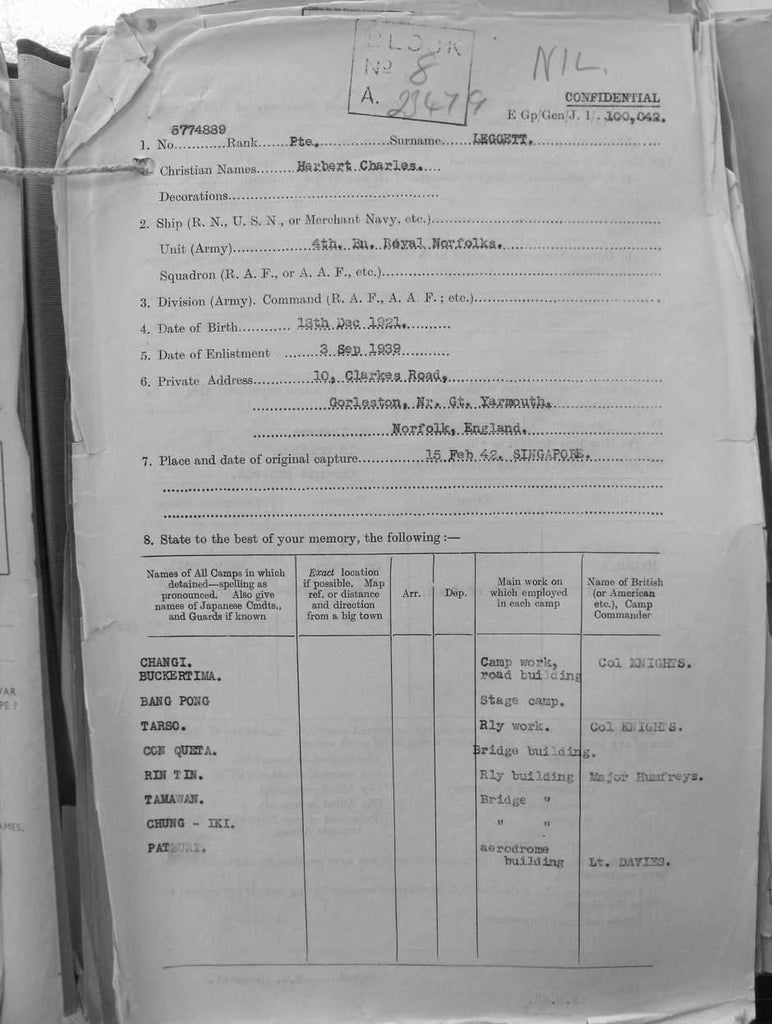 BLOCK
No 8
A. 23479
NIL.
CONFIDENTIAL
E Gp/Gen/J. 1/. 100,042.
1. No. 5774889 Rank Pte. Surname LEGGETT.
Christian Names Herbert Charles.
Decorations
2. Ship (R. N., U. S. N., or Merchant Navy, etc.)
Unit (Army) 4th. Bn. Royal Norfolks.
Squadron (R. A. F., or A. A. F., etc.)
3. Division (Army). Command (R. A. F., A. A. F. ; etc.)
4. Date of Birth Dec 1921.
5. Date of Enlistment 3 Sep 1939
6. Private Address 10, Clarkes Road,
Gorleston, Nr. Gt. Yarmouth,
Norfolk, England.
7. Place and date of original capture 15 Feb 42. SINGAPORE.
8. State to the best of your memory, the following :—
Names of All Camps in which detained—spelling as pronounced. Also give names of Japanese Cmdts., and Guards if known
Exact location if possible. Map ref. or distance and direction from a big town
Arr.
Dep.
Main work on which employed in each camp
Name of British (or American etc.), Camp Commander
CHANGI. Camp work, Col KNIGHTS.
BUCKERTIMA. road building
BANG PONG Stage camp.
TARSO. Rly work. Col KNIGHTS.
CON QUETA. Bridge building.
RIN TIN. Rly building Major Humfreys.
TAMAWAN. Bridge "
CHUNG - IKI. " "
PATBURI. aerodrome
building Lt. DAVIES.